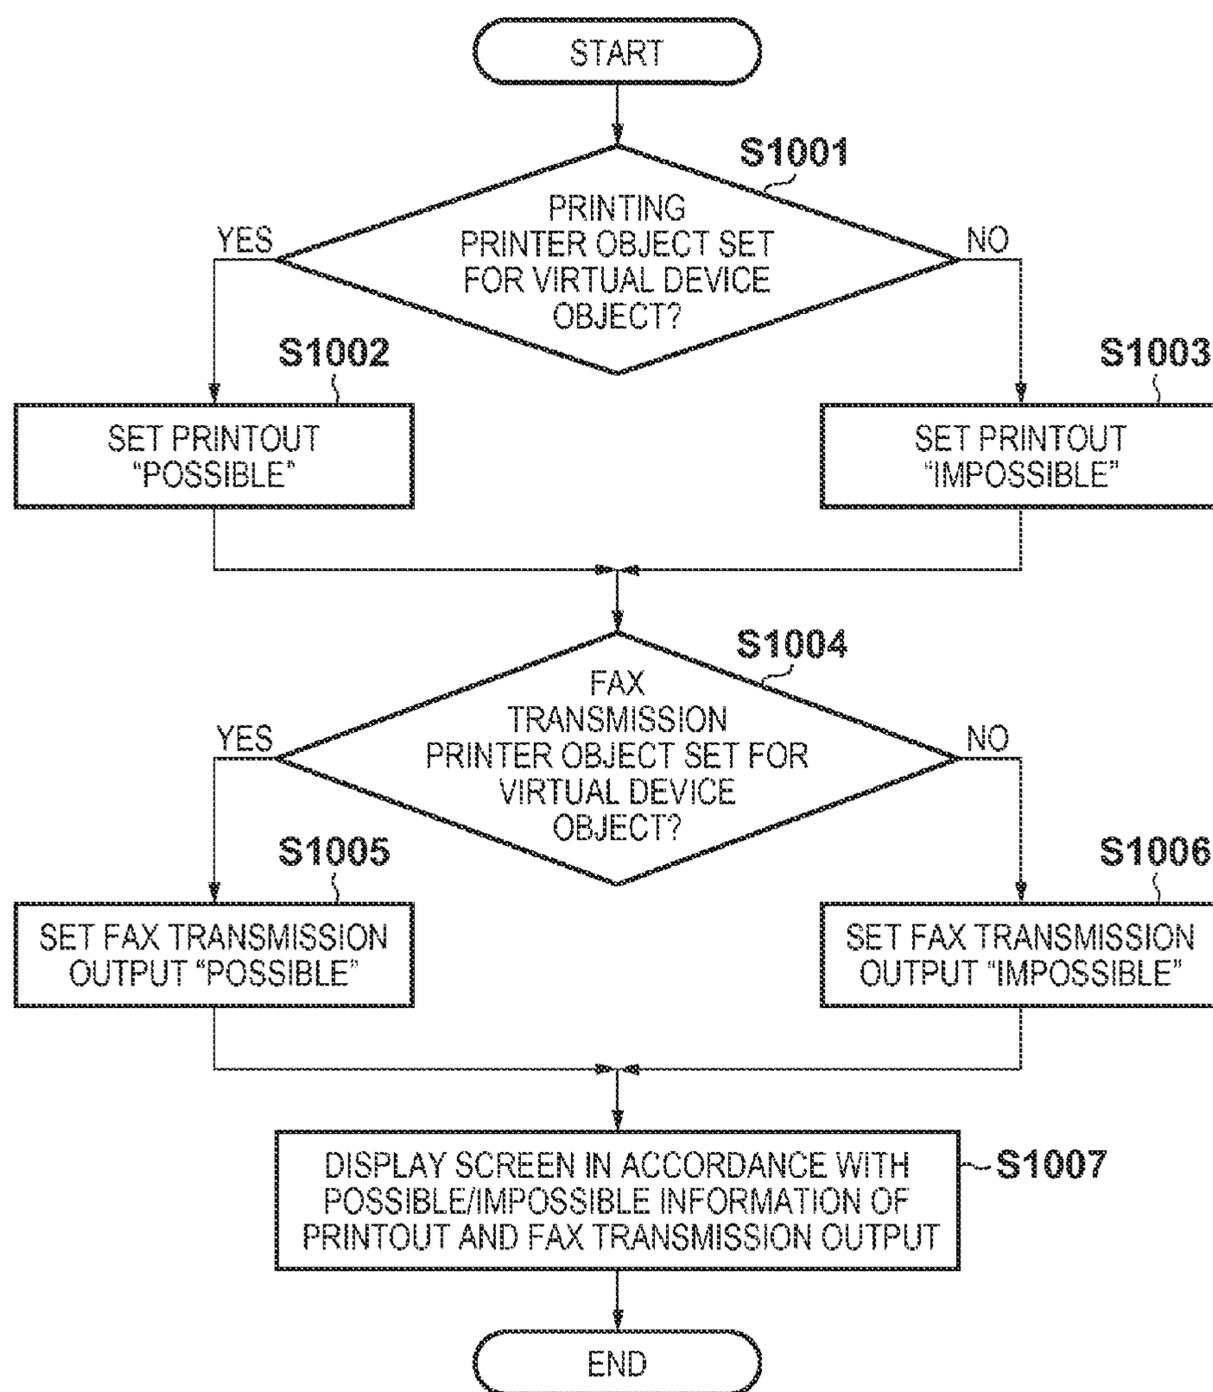 START
S1001
PRINTING
PRINTER OBJECT SET
FOR VIRTUAL DEVICE
OBJECT?
YES
NO
S1002
SET PRINTOUT
“POSSIBLE”
S1003
SET PRINTOUT
“IMPOSSIBLE”
S1004
FAX
TRANSMISSION
PRINTER OBJECT SET FOR
VIRTUAL DEVICE
OBJECT?
YES
NO
S1005
SET FAX TRANSMISSION
OUTPUT “POSSIBLE”
S1006
SET FAX TRANSMISSION
OUTPUT “IMPOSSIBLE”
DISPLAY SCREEN IN ACCORDANCE WITH
POSSIBLE/IMPOSSIBLE INFORMATION OF
PRINTOUT AND FAX TRANSMISSION OUTPUT
S1007
END